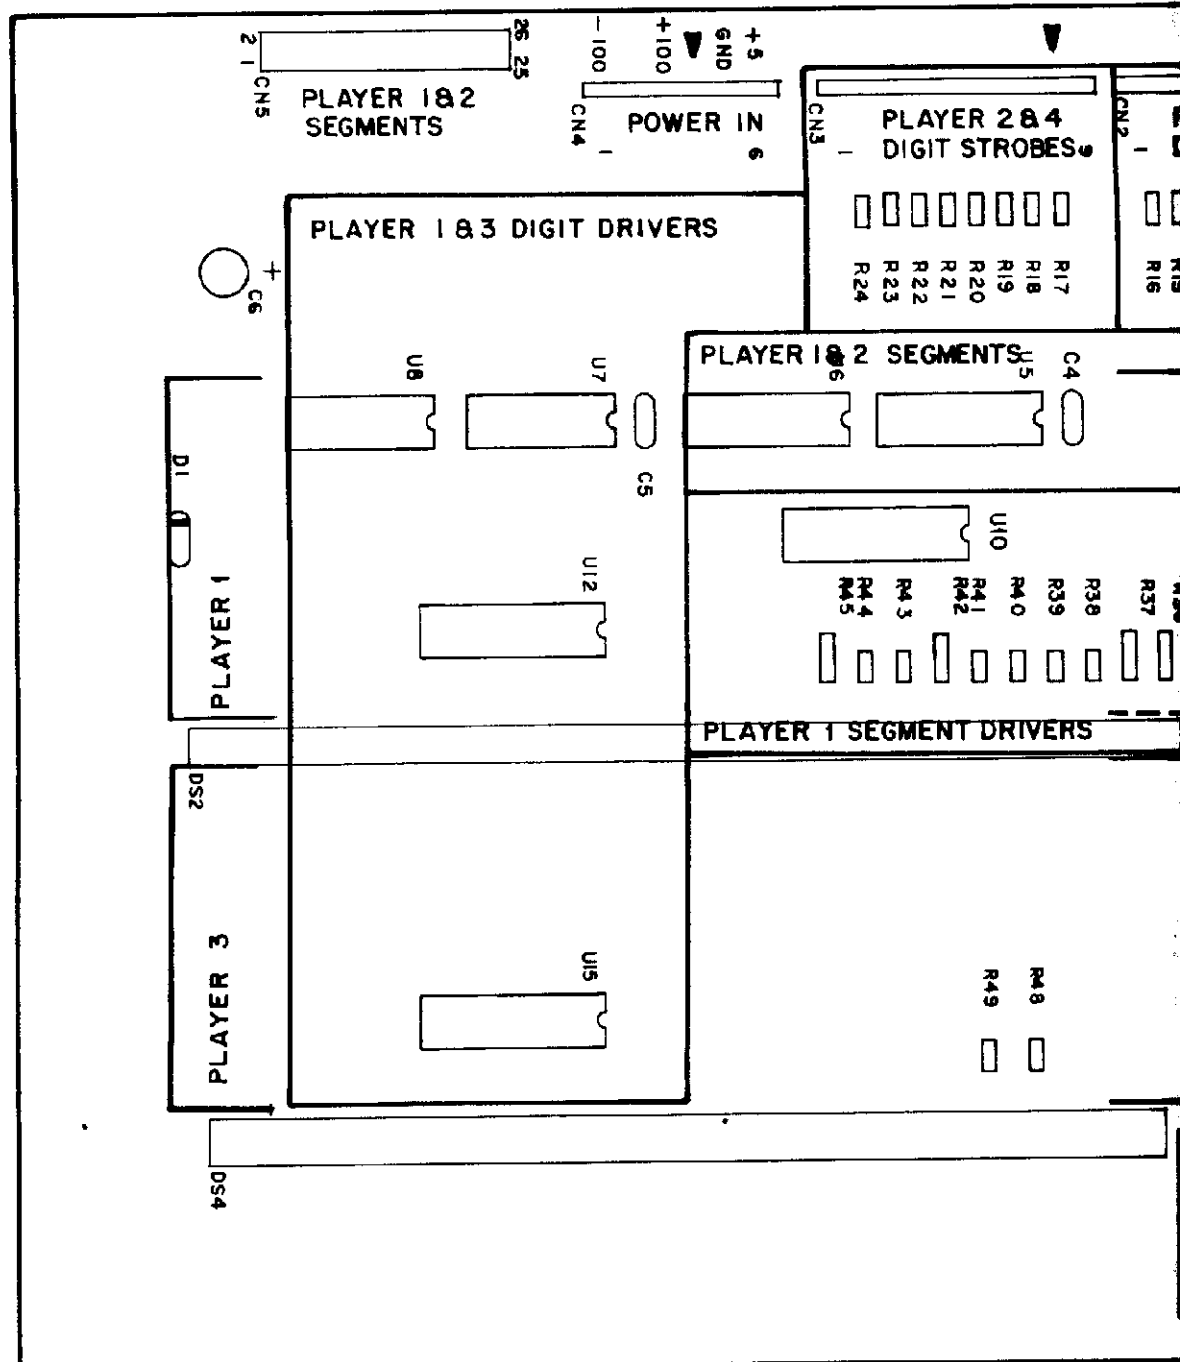 2
1
26
25
CN5
PLAYER 1&2
SEGMENTS
-100
+100
GND
+5
CN4
POWER IN
-
6
CN3
PLAYER 2&4
DIGIT STROBES
-
CN2
-
PLAYER 1&3 DIGIT DRIVERS
+
C6
R24
R23
R22
R21
R20
R19
R18
R17
R16
R15
PLAYER 1&2 SEGMENTS
U8
U7
U6
U5
C4
C5
D1
U10
PLAYER 1
U12
R45
R44
R43
R42
R41
R40
R39
R38
R37
PLAYER 1 SEGMENT DRIVERS
DS2
PLAYER 3
U15
R49
R48
DS4